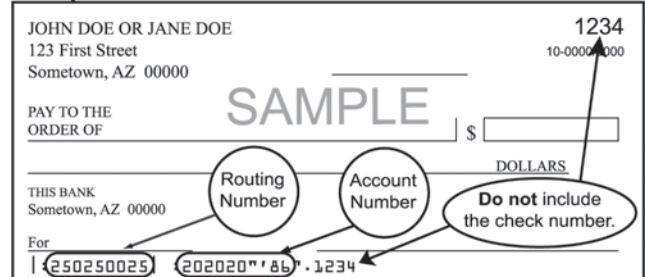 JOHN DOE OR JANE DOE
1234
123 First Street
10-0000/0000
Sometown, AZ 00000
SAMPLE
PAY TO THE
ORDER OF
$
DOLLARS
THIS BANK
Sometown, AZ 00000
Routing
Number
Account
Number
Do not include
the check number.
For
250250025 202020"'86".1234